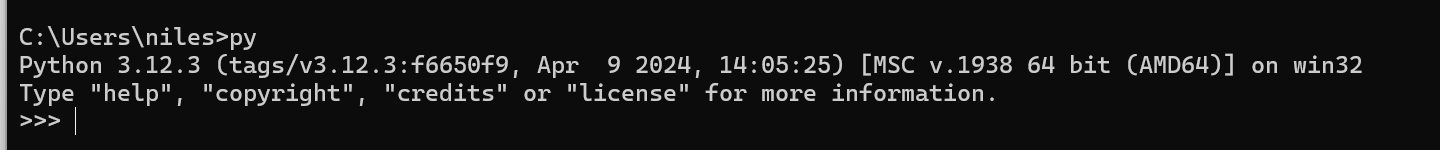 C:\Users\niles>py
Python 3.12.3 (tags/v3.12.3:f6650f9, Apr  9 2024, 14:05:25) [MSC v.1938 64 bit (AMD64)] on win32
Type "help", "copyright", "credits" or "license" for more information.
>>>